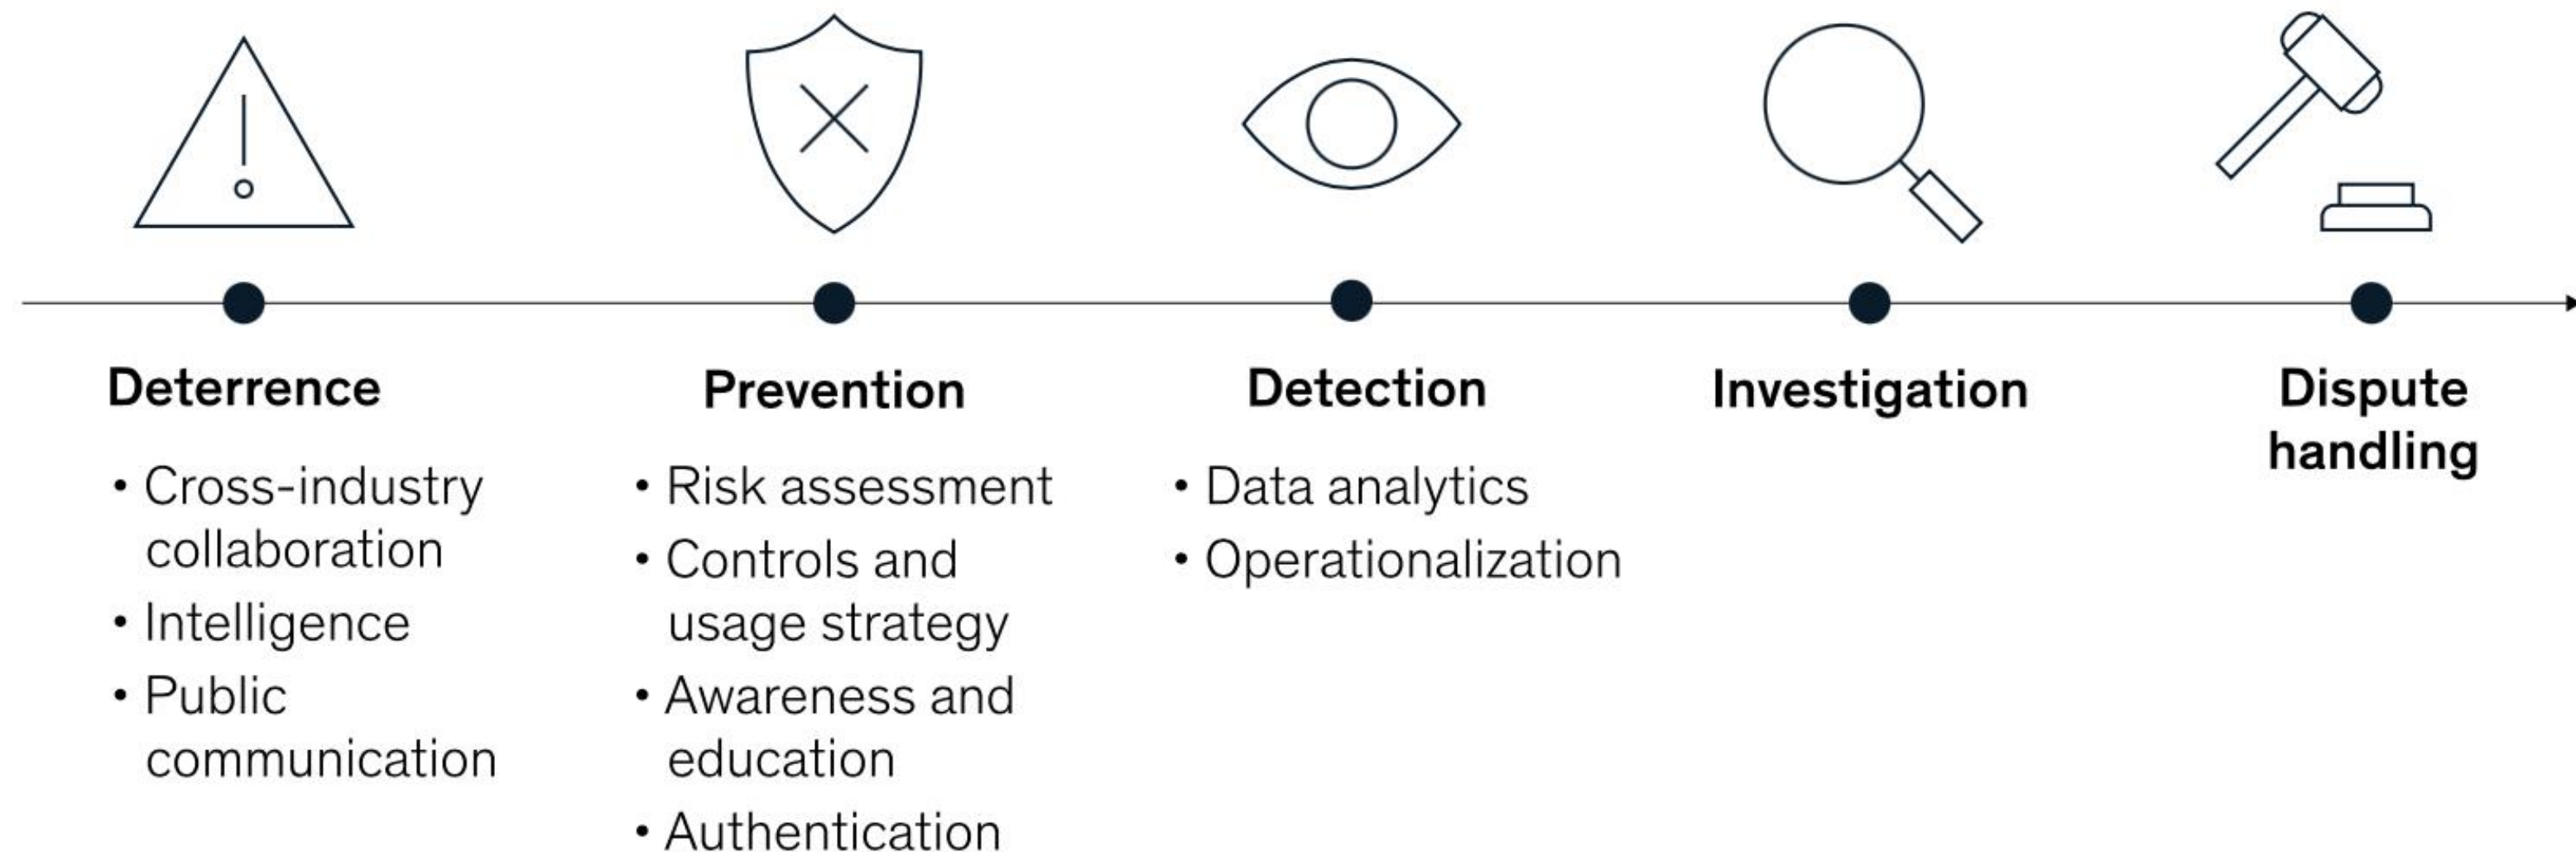 Deterrence
• Cross-industry
collaboration
• Intelligence
• Public
communication
Prevention
• Risk assessment
• Controls and
usage strategy
• Awareness and
education
• Authentication
Detection
• Data analytics
• Operationalization
Investigation
Dispute
handling